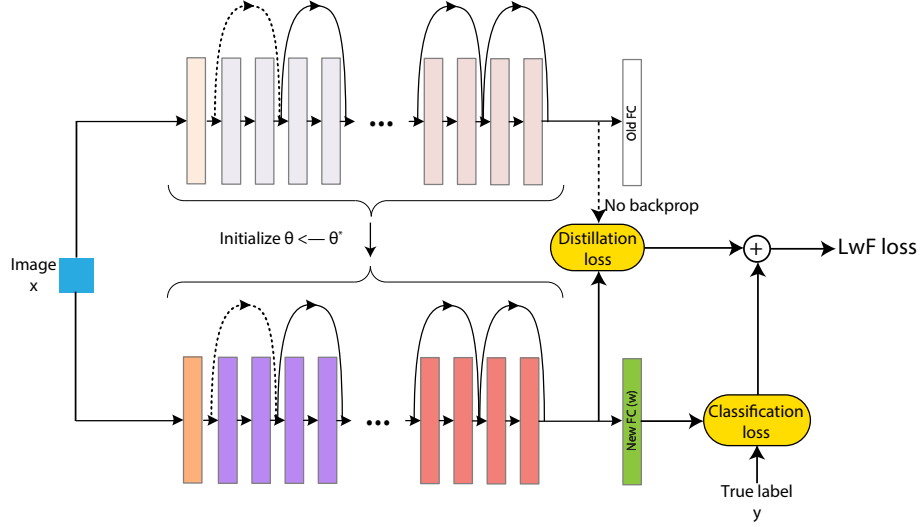 Old FC
No backprop
Initialize θ <— θ*
Distillation
loss
+
LwF loss
Image
x
...
...
New FC (w)
Classification
loss
True label
y